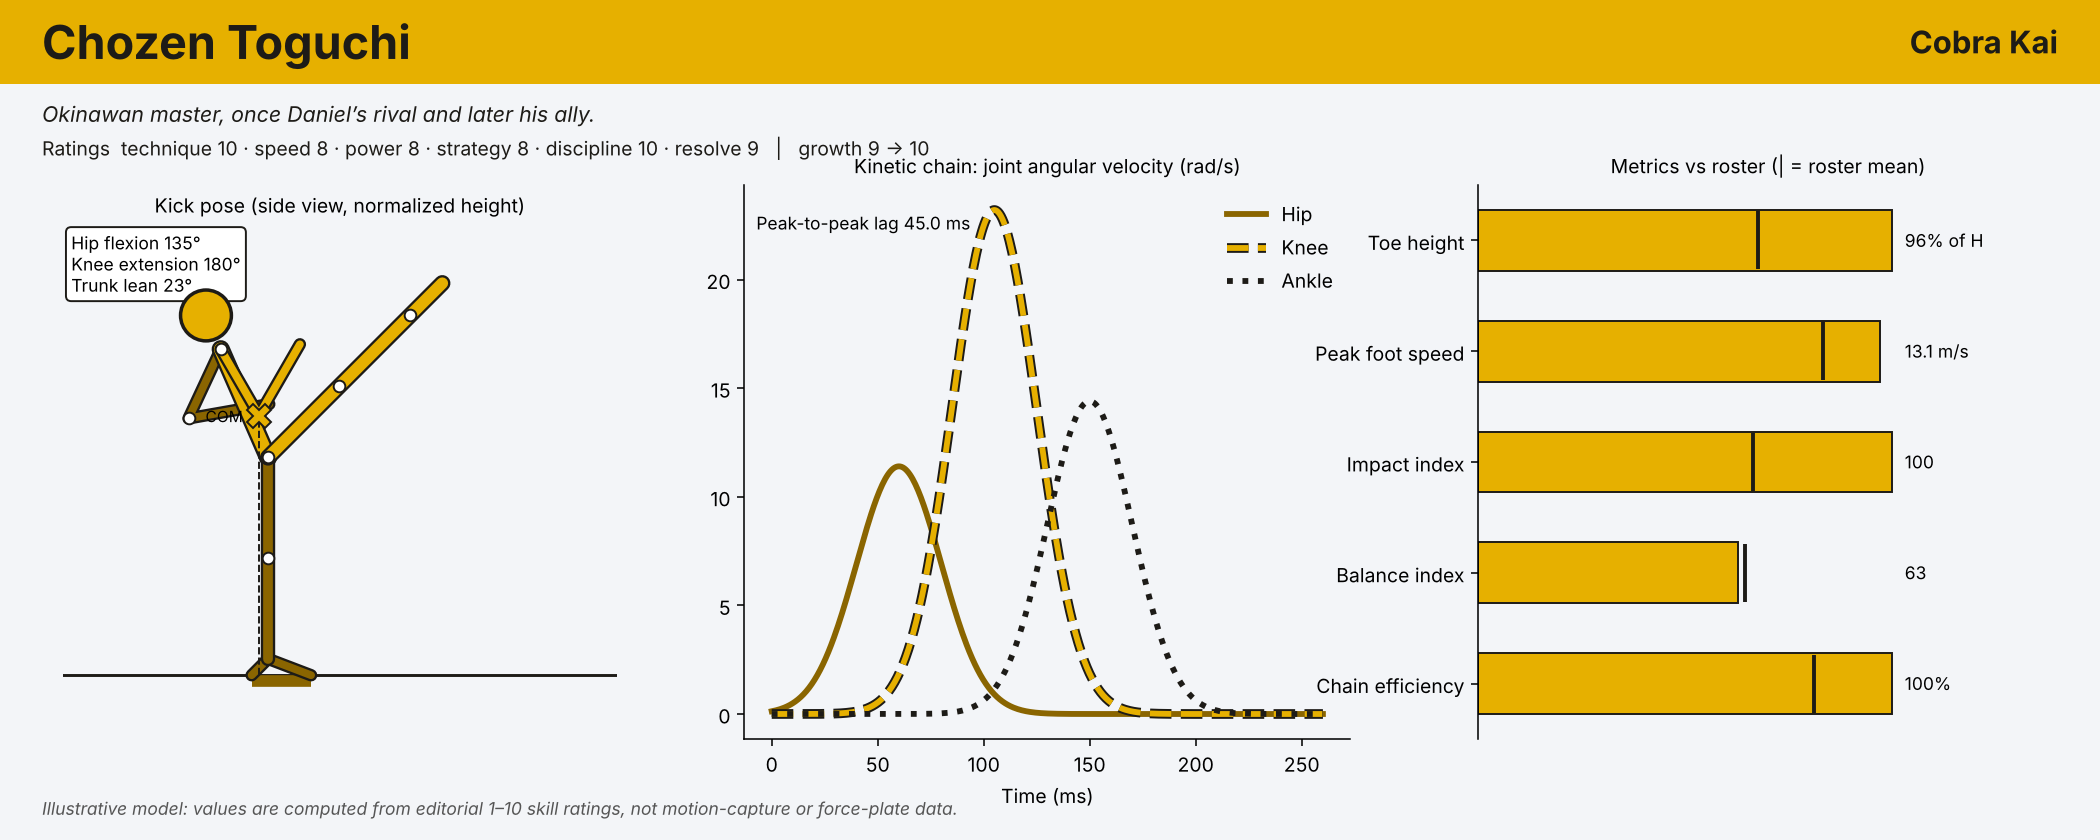 Chozen Toguchi
Cobra Kai
Okinawan master, once Daniel’s rival and later his ally.
Ratings  technique 10 · speed 8 · power 8 · strategy 8 · discipline 10 · resolve 9  |  growth 9 → 10
Kick pose (side view, normalized height)
Hip flexion 135°
Knee extension 180°
Trunk lean 23°
COM
Kinetic chain: joint angular velocity (rad/s)
Peak-to-peak lag 45.0 ms
Hip
Knee
Ankle
20
15
10
5
0
0 50 100 150 200 250
Time (ms)
Metrics vs roster (| = roster mean)
Toe height 96% of H
Peak foot speed 13.1 m/s
Impact index 100
Balance index 63
Chain efficiency 100%
Illustrative model: values are computed from editorial 1–10 skill ratings, not motion-capture or force-plate data.